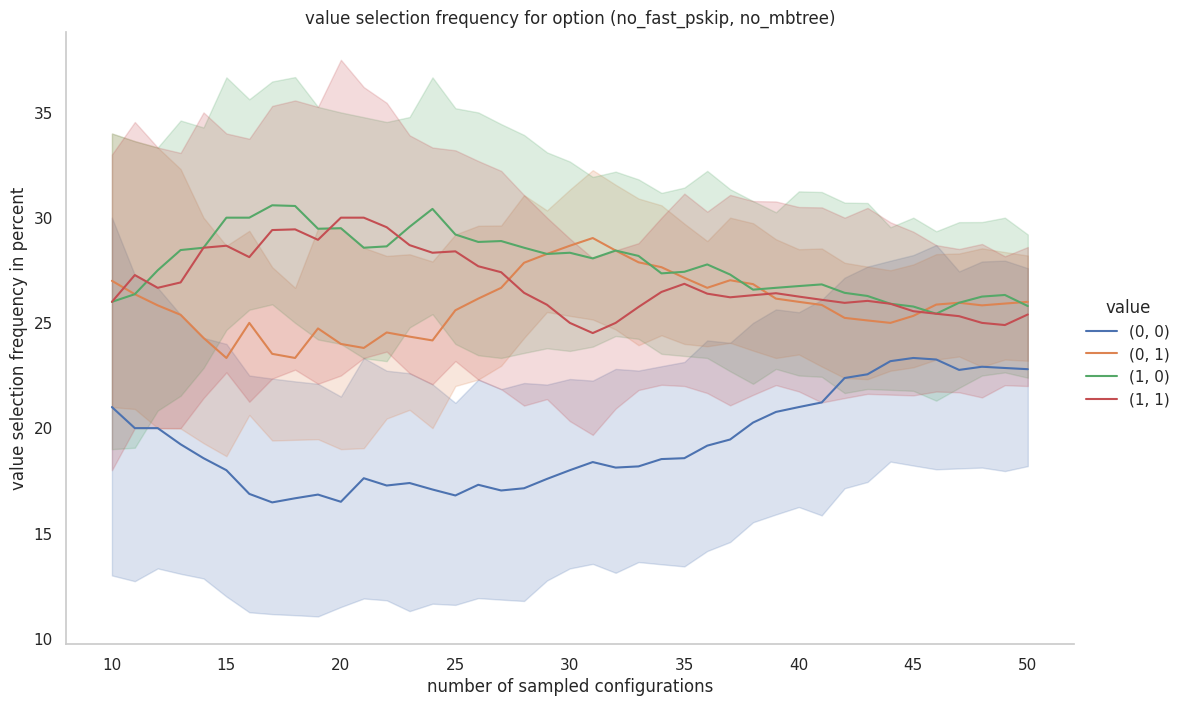 value selection frequency for option (no_fast_pskip, no_mbtree)
value selection frequency in percent
35
30
25
20
15
10
10 15 20 25 30 35 40 45 50
number of sampled configurations
value
(0, 0)
(0, 1)
(1, 0)
(1, 1)